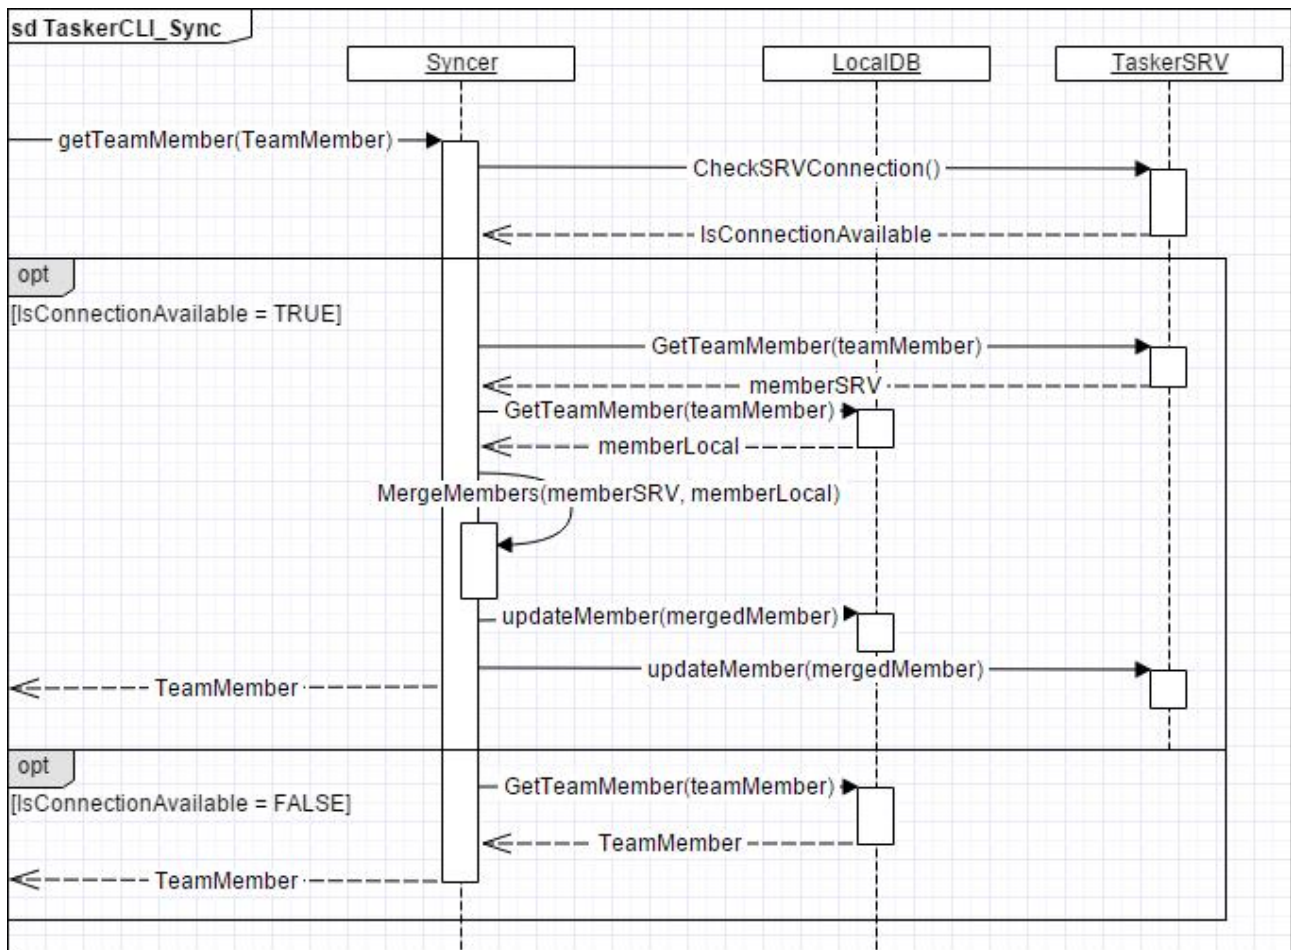 sd TaskerCLI_Sync
Syncer
LocalDB
TaskerSRV
getTeamMember(TeamMember)
CheckSRVConnection()
IsConnectionAvailable
opt
[IsConnectionAvailable = TRUE]
GetTeamMember(teamMember)
memberSRV
GetTeamMember(teamMember)
memberLocal
MergeMembers(memberSRV, memberLocal)
updateMember(mergedMember)
updateMember(mergedMember)
TeamMember
opt
[IsConnectionAvailable = FALSE]
GetTeamMember(teamMember)
TeamMember
TeamMember